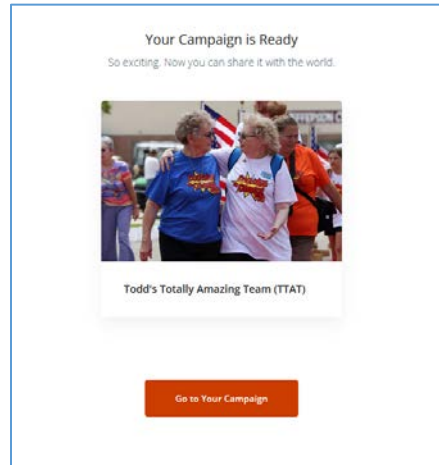 Your Campaign is Ready
So exciting. Now you can share it with the world.
Todd's Totally Amazing Team (TTAT)
Go to Your Campaign